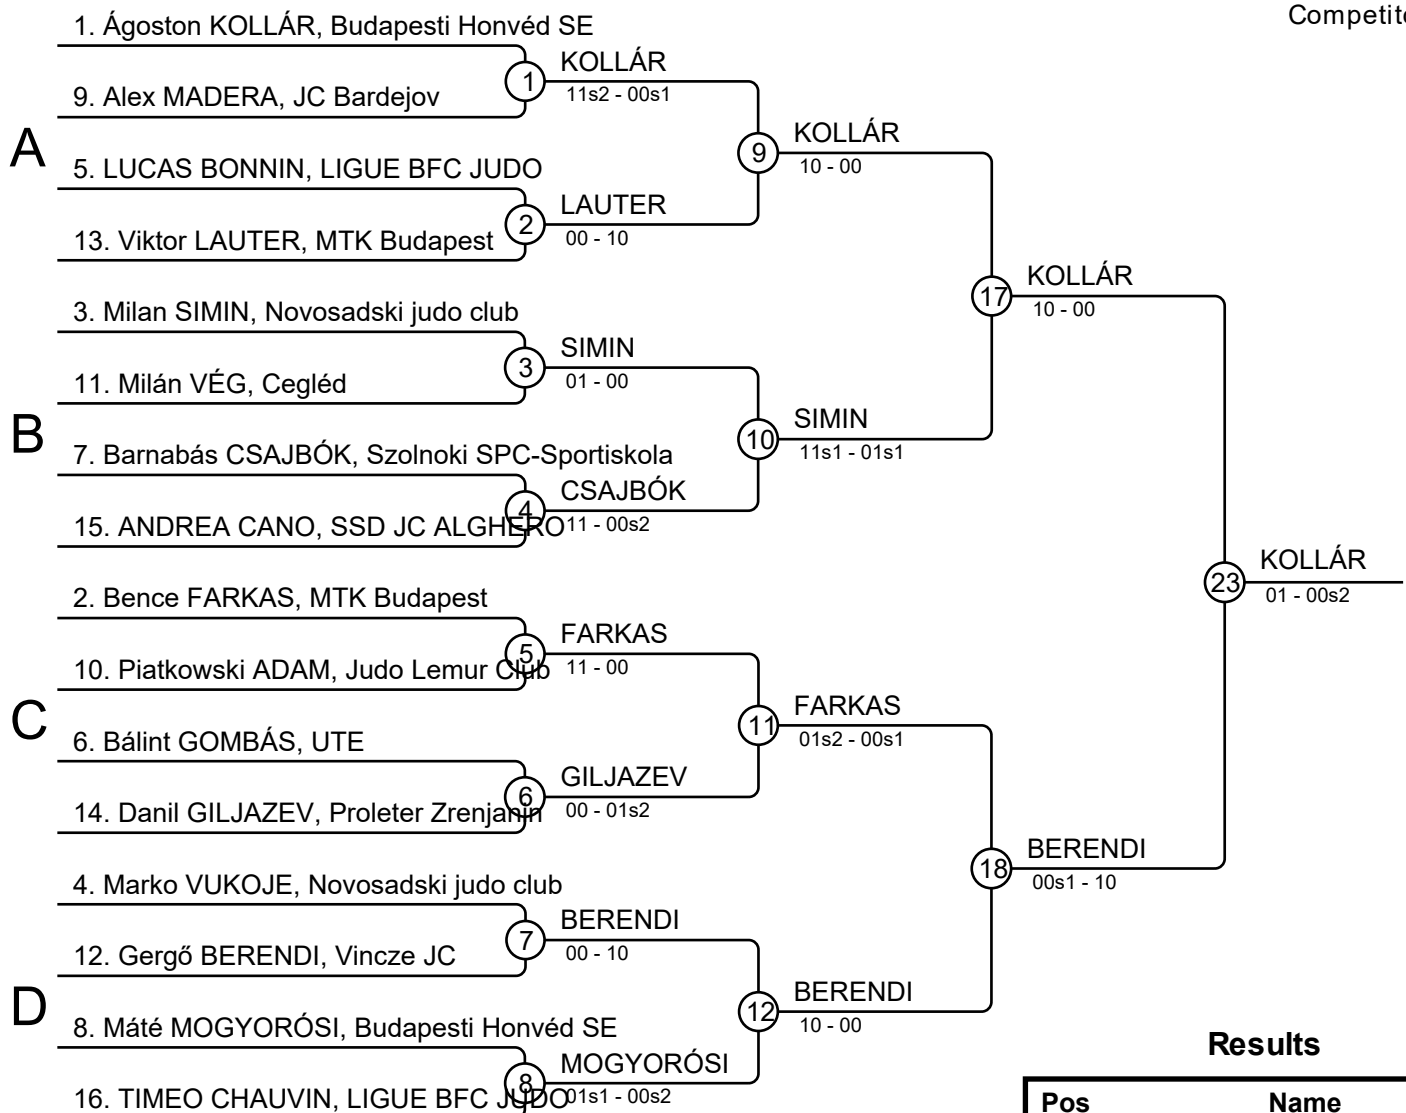 Competito
1. Ágoston KOLLÁR, Budapesti Honvéd SE
KOLLÁR
1
11s2 - 00s1
9. Alex MADERA, JC Bardejov
KOLLÁR
A
9
10 - 00
5. LUCAS BONNIN, LIGUE BFC JUDO
LAUTER
2
00 - 10
13. Viktor LAUTER, MTK Budapest
KOLLÁR
17
10 - 00
3. Milan SIMIN, Novosadski judo club
SIMIN
3
01 - 00
11. Milán VÉG, Cegléd
SIMIN
B
10
11s1 - 01s1
7. Barnabás CSAJBÓK, Szolnoki SPC-Sportiskola
CSAJBÓK
4
11 - 00s2
15. ANDREA CANO, SSD JC ALGHERO
KOLLÁR
23
01 - 00s2
2. Bence FARKAS, MTK Budapest
FARKAS
5
11 - 00
10. Piatkowski ADAM, Judo Lemur Club
FARKAS
C
11
01s2 - 00s1
6. Bálint GOMBÁS, UTE
GILJAZEV
6
00 - 01s2
14. Danil GILJAZEV, Proleter Zrenjanin
BERENDI
18
00s1 - 10
4. Marko VUKOJE, Novosadski judo club
BERENDI
7
00 - 10
12. Gergő BERENDI, Vincze JC
BERENDI
D
12
10 - 00
8. Máté MOGYORÓSI, Budapesti Honvéd SE
MOGYORÓSI
8
01s1 - 00s2
16. TIMEO CHAUVIN, LIGUE BFC JUDO
Results
Pos Name